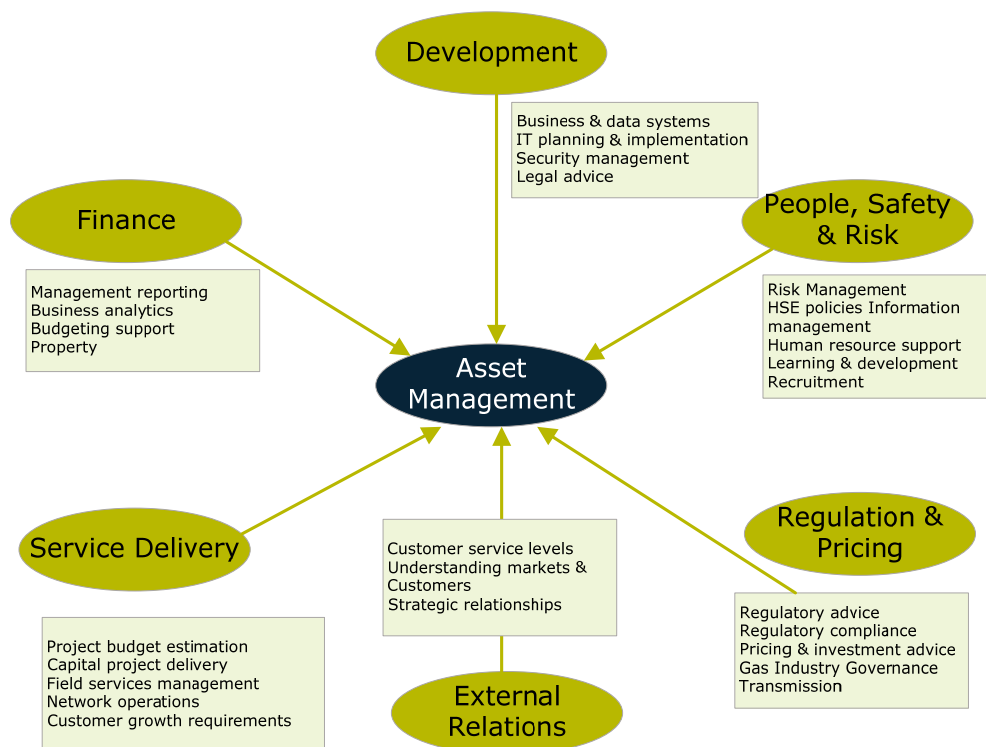 Development
Business & data systems
IT planning & implementation
Security management
Legal advice
Finance
Management reporting
Business analytics
Budgeting support
Property
People, Safety
& Risk
Risk Management
HSE policies Information
management
Human resource support
Learning & development
Recruitment
Asset
Management
Service Delivery
Project budget estimation
Capital project delivery
Field services management
Network operations
Customer growth requirements
Customer service levels
Understanding markets &
Customers
Strategic relationships
External
Relations
Regulation &
Pricing
Regulatory advice
Regulatory compliance
Pricing & investment advice
Gas Industry Governance
Transmission